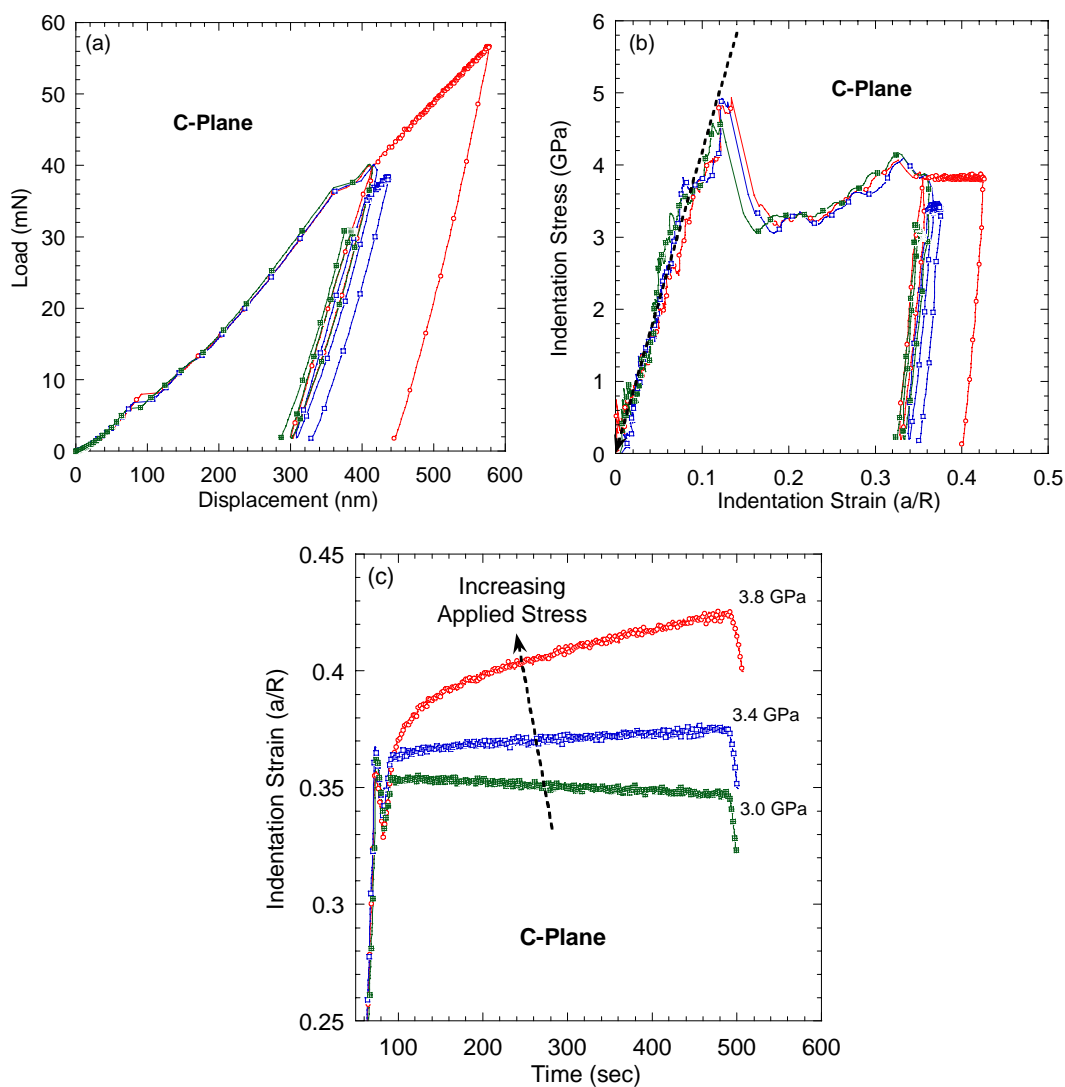 (a)
C-Plane
Load (mN)
60
50
40
30
20
10
0
0 100 200 300 400 500 600
Displacement (nm)
(b)
C-Plane
Indentation Stress (GPa)
6
5
4
3
2
1
0
0 0.1 0.2 0.3 0.4 0.5
Indentation Strain (a/R)
(c)
Increasing
Applied Stress
3.8 GPa
3.4 GPa
3.0 GPa
C-Plane
Indentation Strain (a/R)
0.45
0.4
0.35
0.3
0.25
100 200 300 400 500 600
Time (sec)